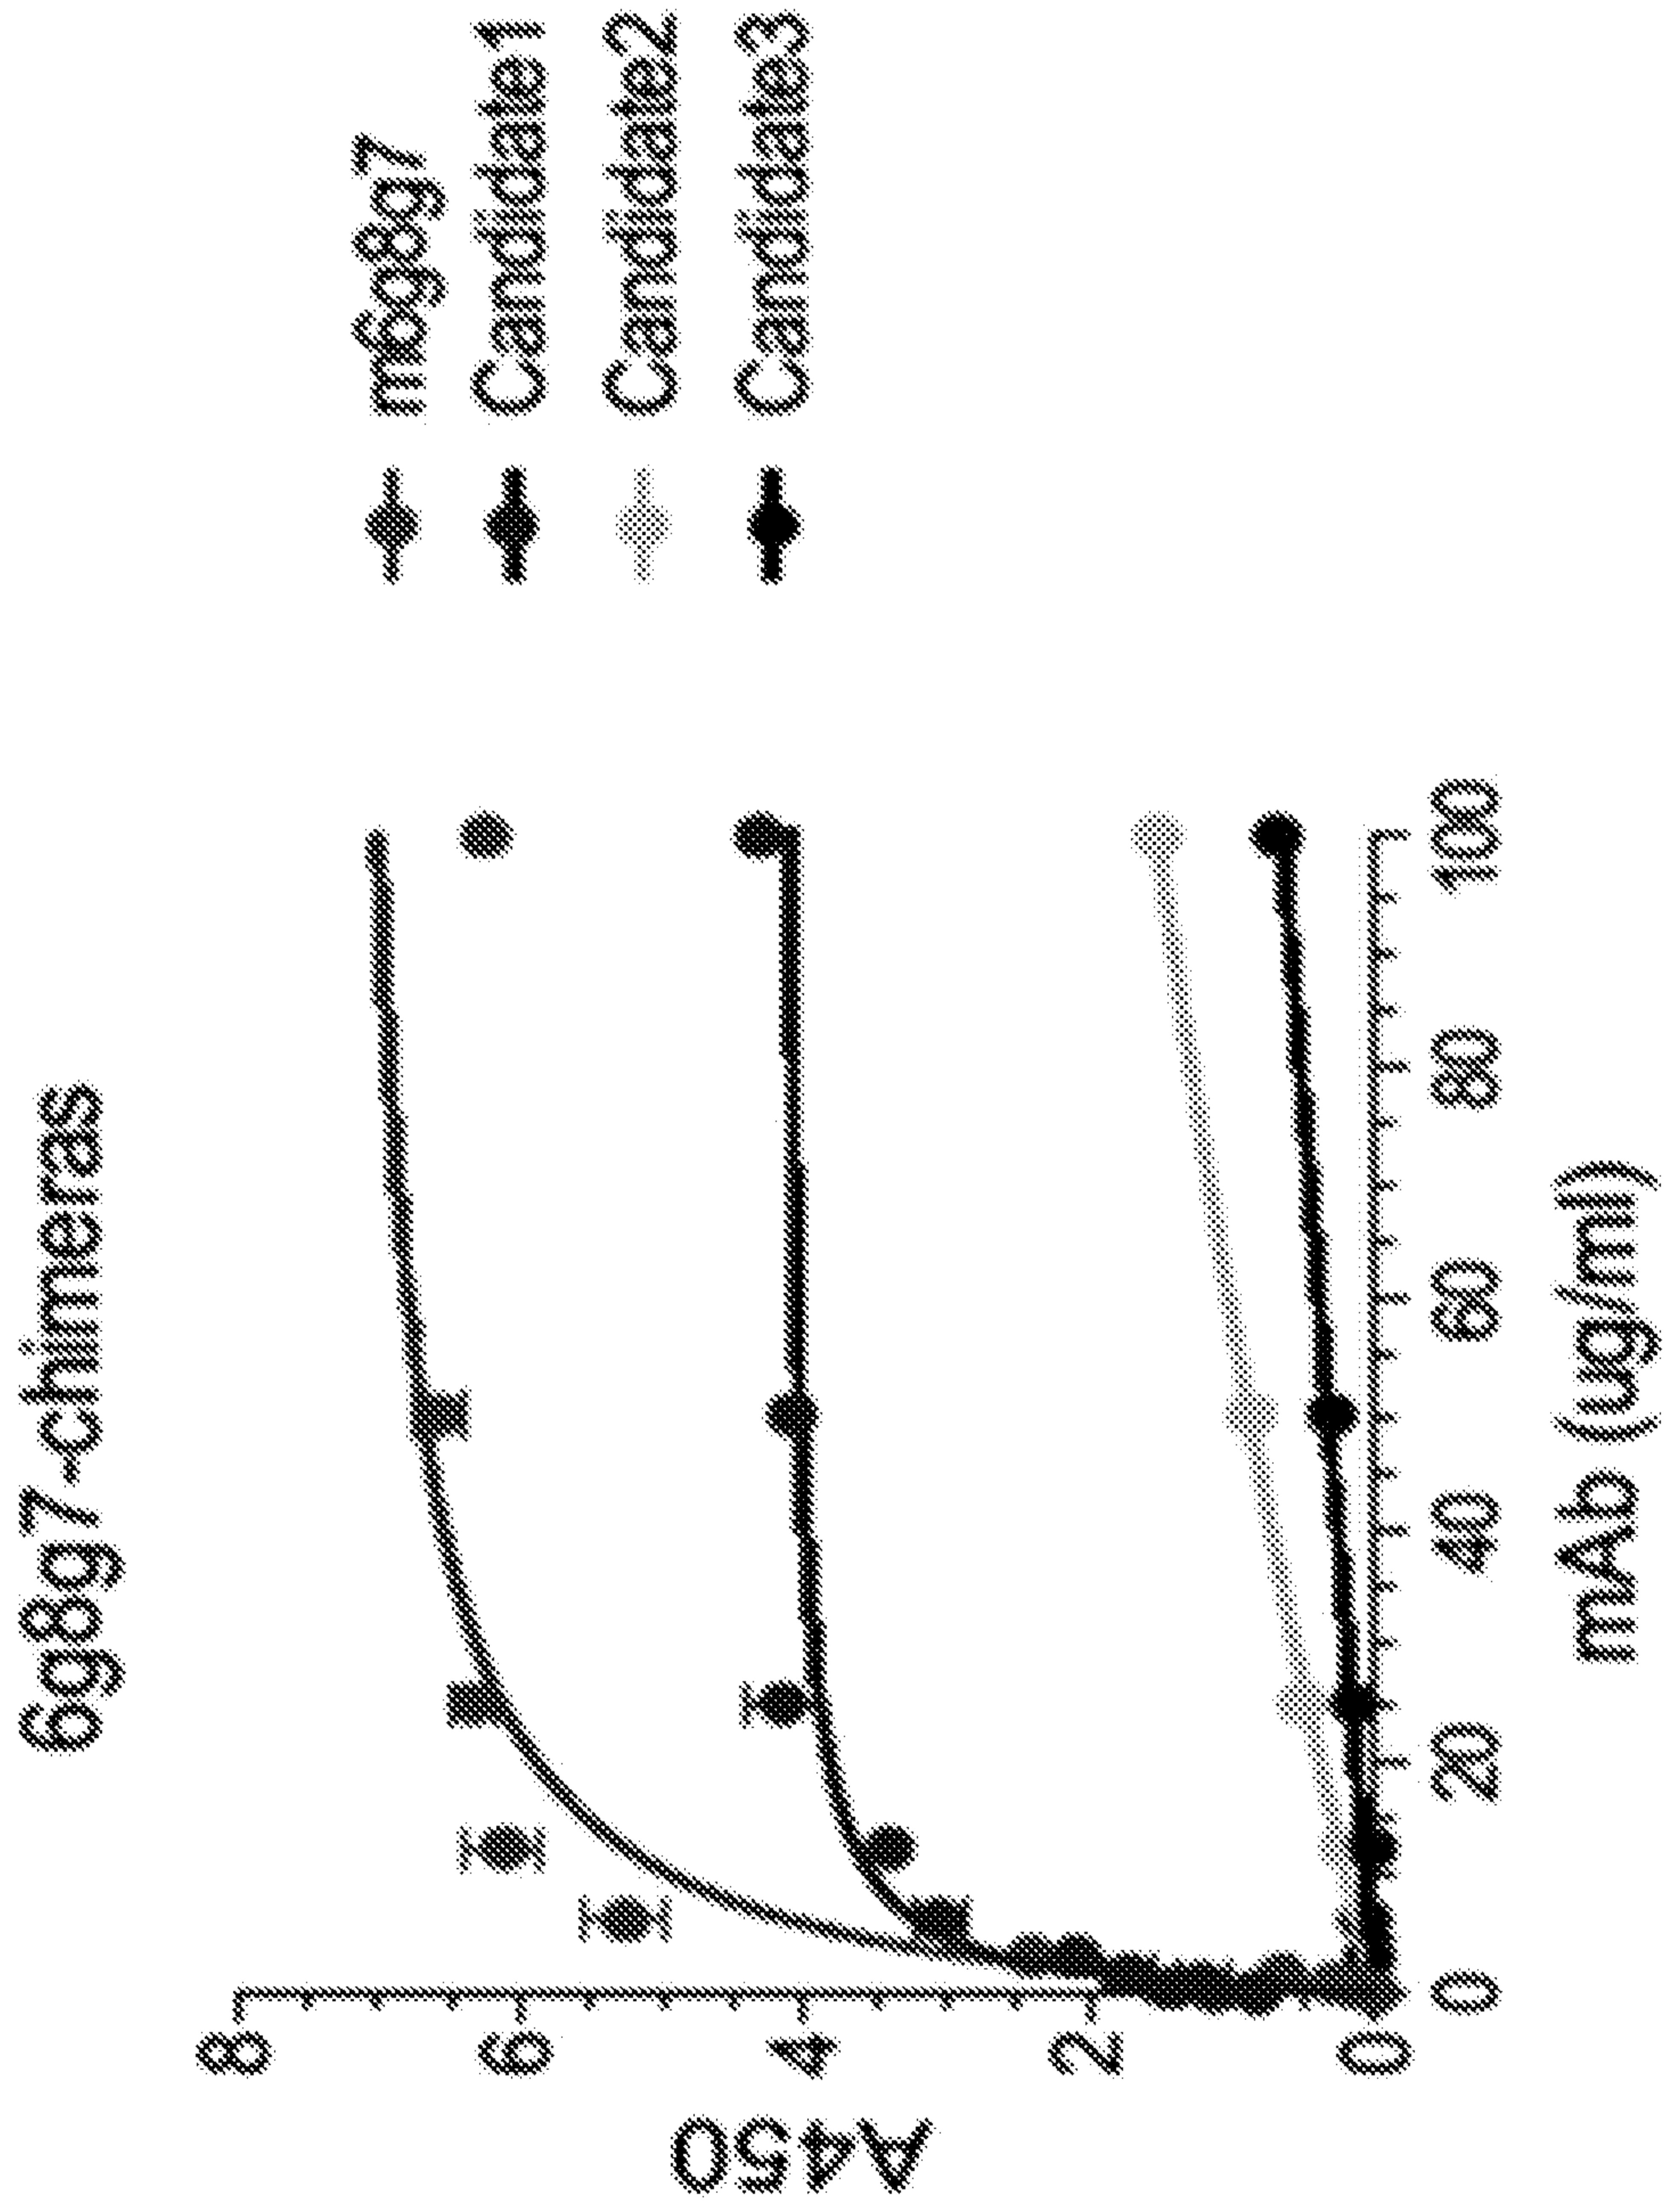 6g8g7-chimeras
m6g8g7
Candidate1
Candidate2
Candidate3
A450
8
6
4
2
0
0
20
40
60
80
100
mAb (ug/ml)